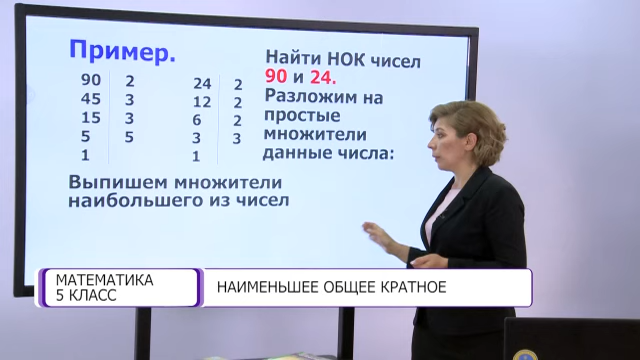 Пример.
90 2
45 3
15 3
5 5
1
24 2
12 2
6 2
3 3
1
Найти НОК чисел
90 и 24.
Разложим на
простые
множители
данные числа:
Выпишем множители
наибольшего из чисел
МАТЕМАТИКА
5 КЛАСС
НАИМЕНЬШЕЕ ОБЩЕЕ КРАТНОЕ